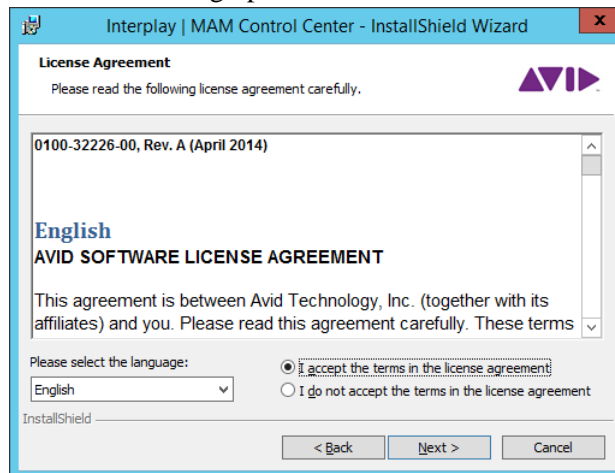 Interplay | MAM Control Center - InstallShield Wizard
x
License Agreement
Please read the following license agreement carefully.
AVID
0100-32226-00, Rev. A (April 2014)
English
AVID SOFTWARE LICENSE AGREEMENT
This agreement is between Avid Technology, Inc. (together with its
affiliates) and you. Please read this agreement carefully. These terms
Please select the language:
English
I accept the terms in the license agreement
I do not accept the terms in the license agreement
InstallShield
< Back
Next >
Cancel